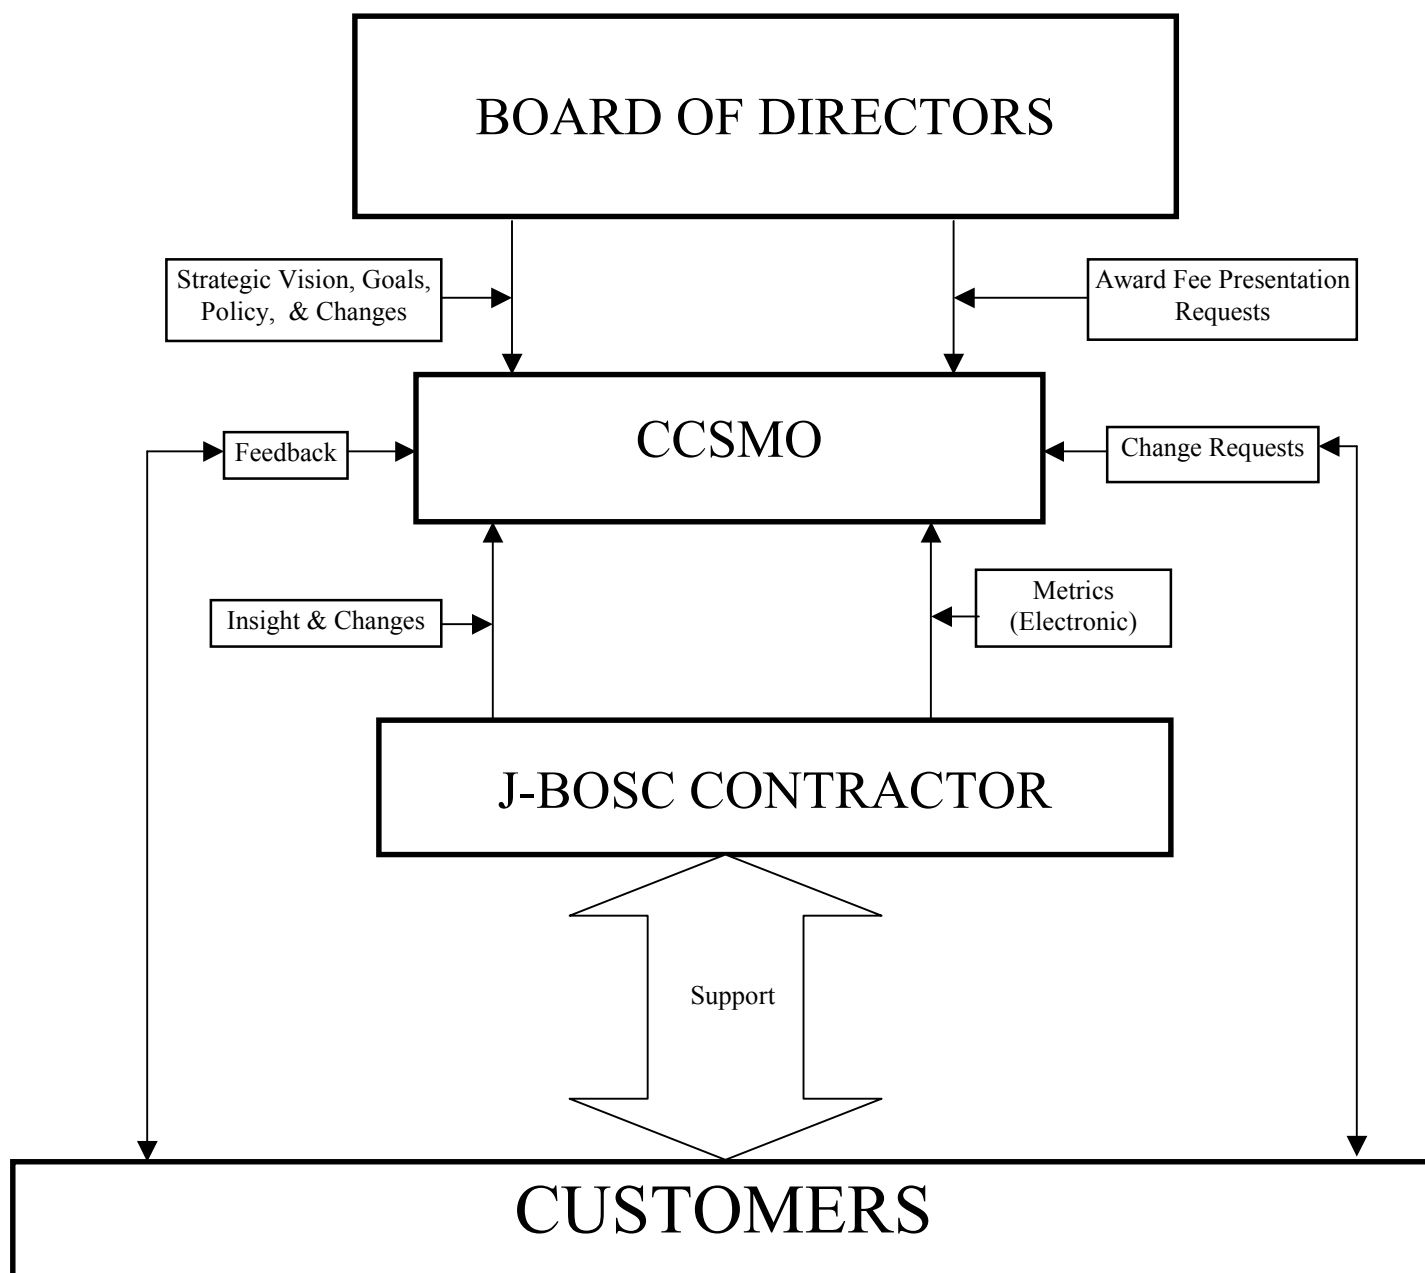 BOARD OF DIRECTORS
Strategic Vision, Goals,
Policy, & Changes
Award Fee Presentation
Requests
CCSMO
Feedback
Change Requests
Insight & Changes
Metrics
(Electronic)
J-BOSC CONTRACTOR
Support
CUSTOMERS